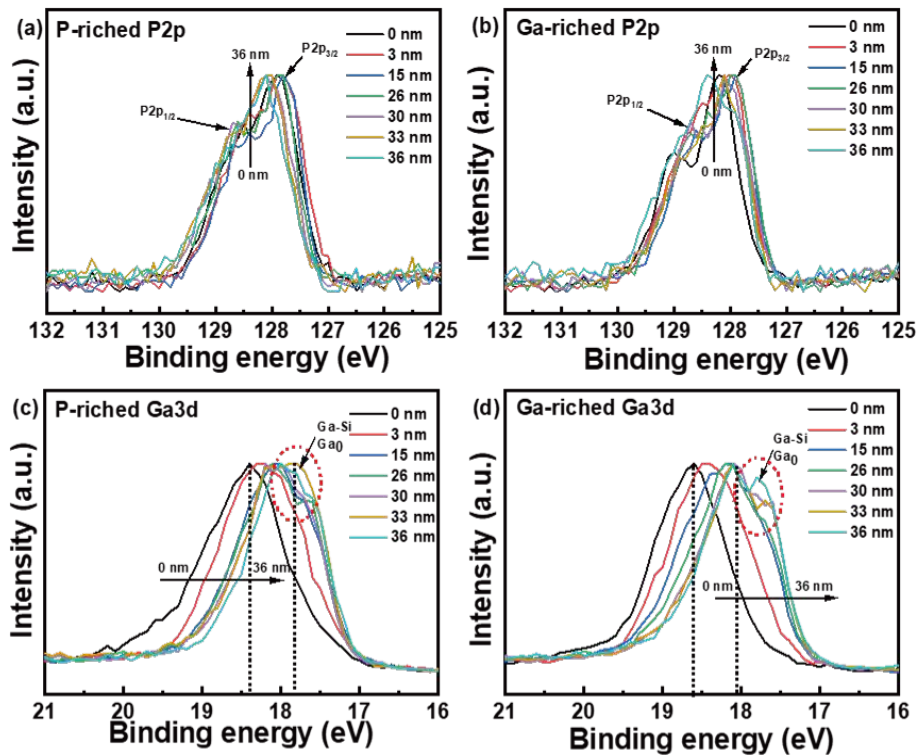 (a) P-riched P2p
0 nm
3 nm
15 nm
26 nm
30 nm
33 nm
36 nm
36 nm
P2p3/2
P2p1/2
0 nm
Intensity (a.u.)
132 131 130 129 128 127 126 125
Binding energy (eV)
(b) Ga-riched P2p
0 nm
3 nm
15 nm
26 nm
30 nm
33 nm
36 nm
36 nm
P2p3/2
P2p1/2
0 nm
Intensity (a.u.)
132 131 130 129 128 127 126 125
Binding energy (eV)
(c) P-riched Ga3d
0 nm
3 nm
15 nm
26 nm
30 nm
33 nm
36 nm
Ga-Si
Ga0
0 nm
36 nm
Intensity (a.u.)
21 20 19 18 17 16
Binding energy (eV)
(d) Ga-riched Ga3d
0 nm
3 nm
15 nm
26 nm
30 nm
33 nm
36 nm
Ga-Si
Ga0
0 nm
36 nm
Intensity (a.u.)
21 20 19 18 17 16
Binding energy (eV)